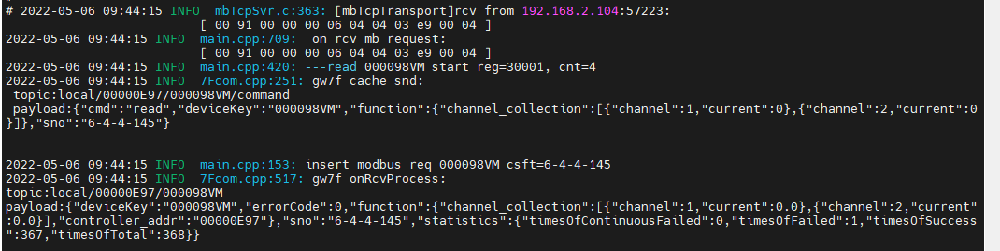 # 2022-05-06 09:44:15 INFO  mbTcpSvr.c:363: [mbTcpTransport]rcv from 192.168.2.104:57223:
[ 00 91 00 00 00 06 04 04 03 e9 00 04 ]
2022-05-06 09:44:15 INFO  main.cpp:709:  on rcv mb request:
[ 00 91 00 00 00 06 04 04 03 e9 00 04 ]
2022-05-06 09:44:15 INFO  main.cpp:420: ---read 000098VM start reg=30001, cnt=4
2022-05-06 09:44:15 INFO  7Fcom.cpp:251: gw7f cache snd:
topic:local/00000E97/000098VM/command
payload:{"cmd":"read","deviceKey":"000098VM","function":{"channel_collection":[{"channel":1,"current":0},{"channel":2,"current":0
}]},"sno":"6-4-4-145"}
2022-05-06 09:44:15 INFO  main.cpp:153: insert modbus req 000098VM csft=6-4-4-145
2022-05-06 09:44:15 INFO  7Fcom.cpp:517: gw7f onRcvProcess:
topic:local/00000E97/000098VM
payload:{"deviceKey":"000098VM","errorCode":0,"function":{"channel_collection":[{"channel":1,"current":0.0},{"channel":2,"current"
:0.0}],"controller_addr":"00000E97"},"sno":"6-4-4-145","statistics":{"timesOfContinuousFailed":0,"timesOfFailed":1,"timesOfSuccess"
:367,"timesOfTotal":368}}